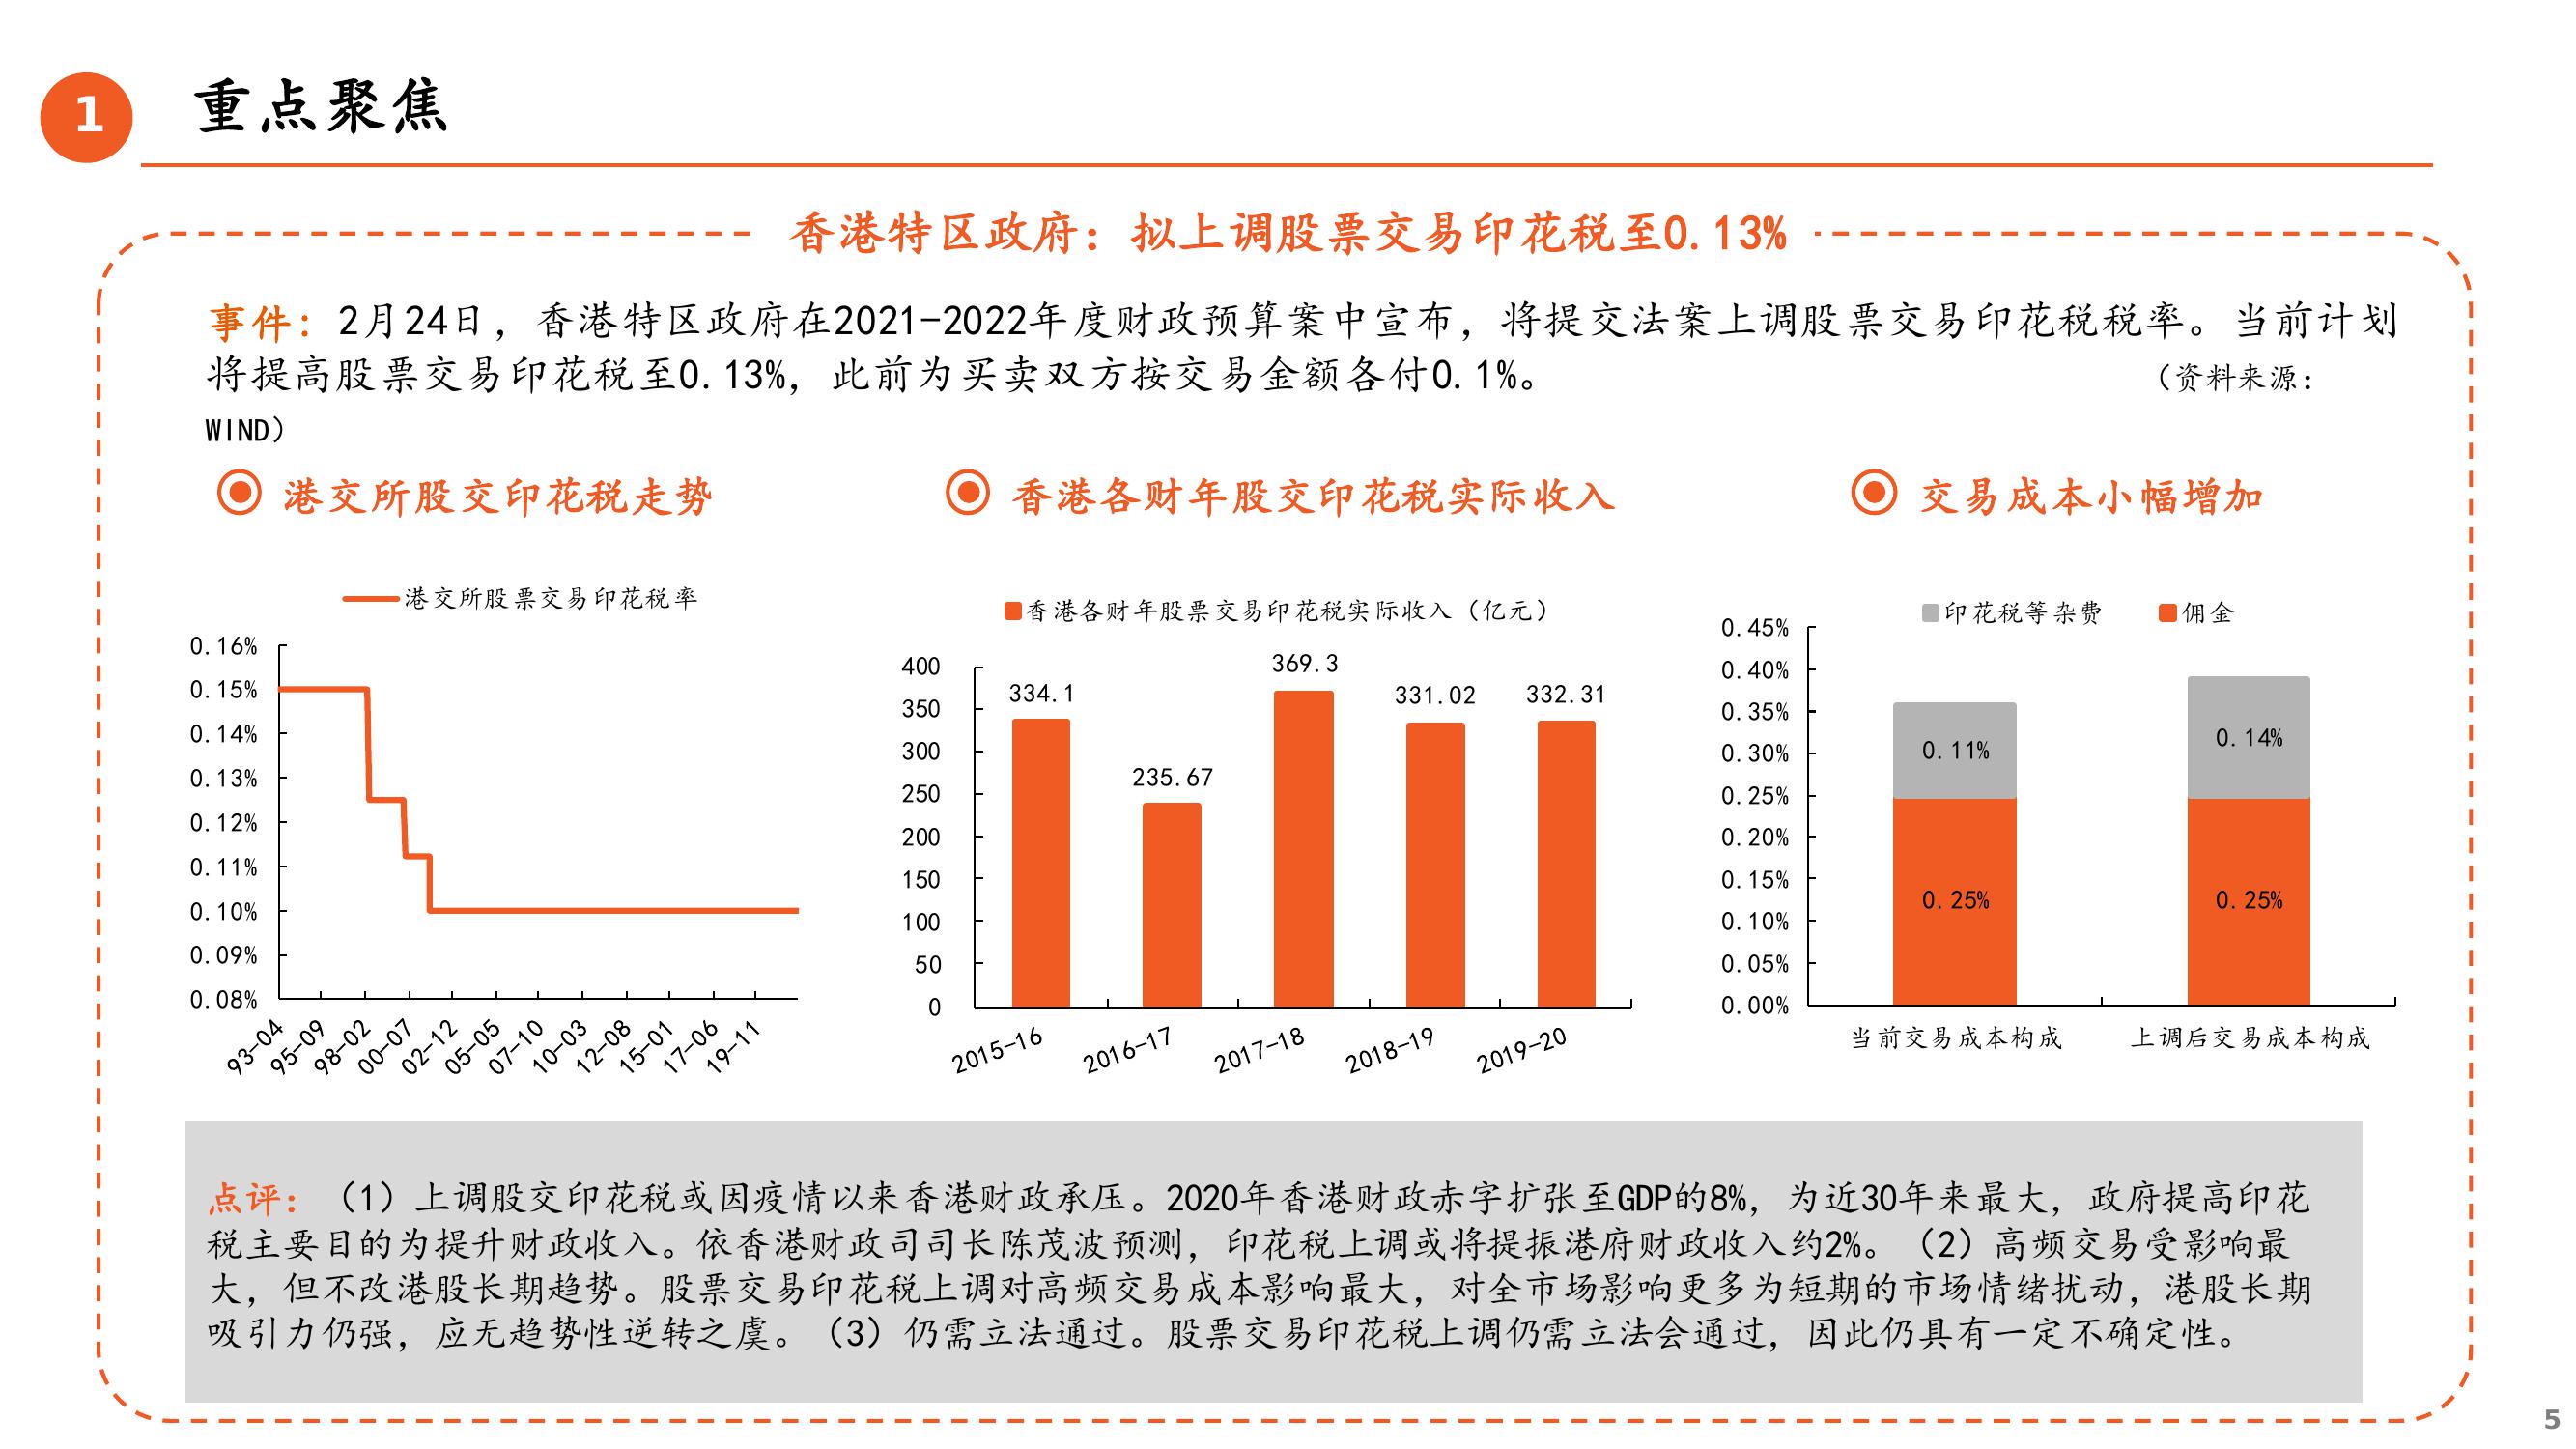 1
重点聚焦
香港特区政府：拟上调股票交易印花税至0.13%
事件：2月24日，香港特区政府在2021-2022年度财政预算案中宣布，将提交法案上调股票交易印花税税率。当前计划
将提高股票交易印花税至0.13%，此前为买卖双方按交易金额各付0.1%。 （资料来源：
WIND）
港交所股交印花税走势
港交所股票交易印花税率
0.16%
0.15%
0.14%
0.13%
0.12%
0.11%
0.10%
0.09%
0.08%
93-04 95-09 98-02 00-07 02-12 05-05 07-10 10-03 12-08 15-01 17-06 19-11
香港各财年股交印花税实际收入
香港各财年股票交易印花税实际收入（亿元）
400
350
300
250
200
150
100
50
0
334.1
235.67
369.3
331.02
332.31
2015-16 2016-17 2017-18 2018-19 2019-20
交易成本小幅增加
印花税等杂费 佣金
0.45%
0.40%
0.35%
0.30%
0.25%
0.20%
0.15%
0.10%
0.05%
0.00%
0.11%
0.14%
0.25%
0.25%
当前交易成本构成 上调后交易成本构成
点评：（1）上调股交印花税或因疫情以来香港财政承压。2020年香港财政赤字扩张至GDP的8%，为近30年来最大，政府提高印花
税主要目的为提升财政收入。依香港财政司司长陈茂波预测，印花税上调或将提振港府财政收入约2%。（2）高频交易受影响最
大，但不改港股长期趋势。股票交易印花税上调对高频交易成本影响最大，对全市场影响更多为短期的市场情绪扰动，港股长期
吸引力仍强，应无趋势性逆转之虞。（3）仍需立法通过。股票交易印花税上调仍需立法会通过，因此仍具有一定不确定性。
5